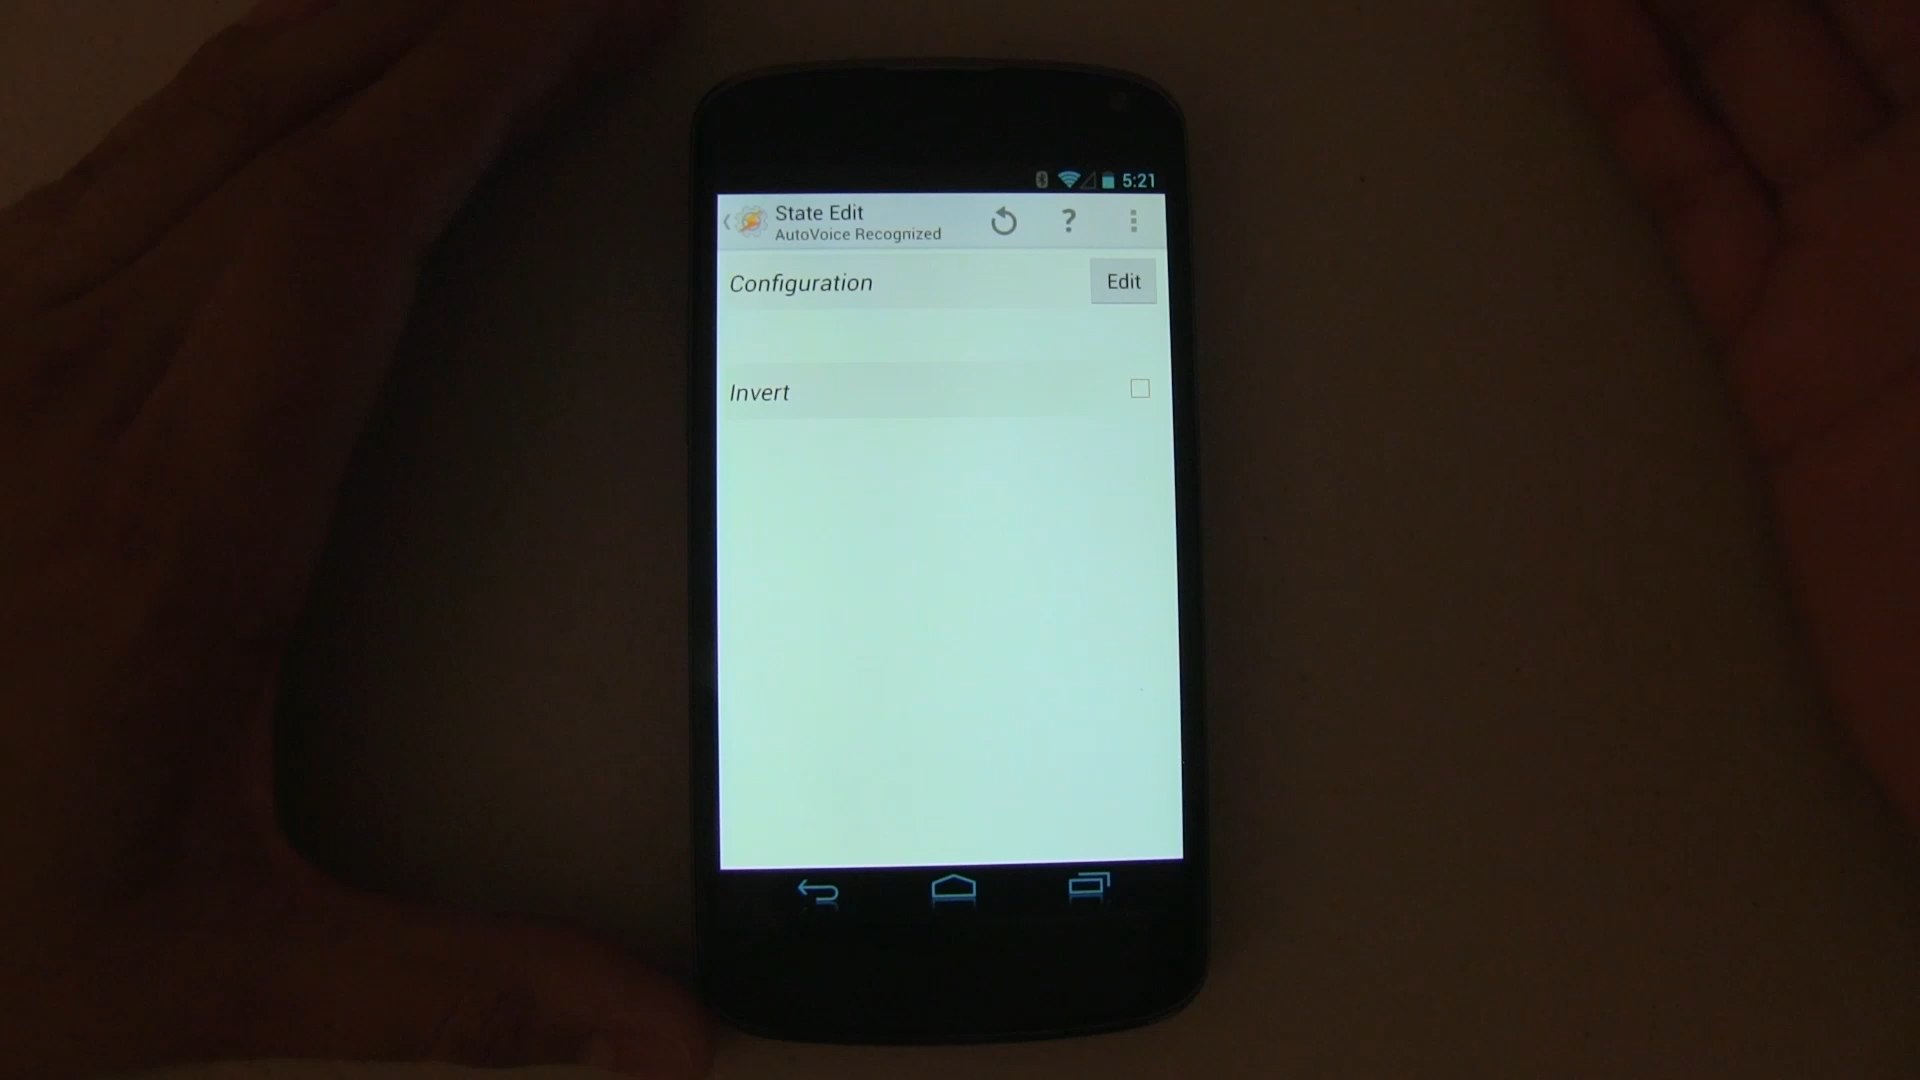 5:21
State Edit
AutoVoice Recognized
Configuration
Edit
Invert